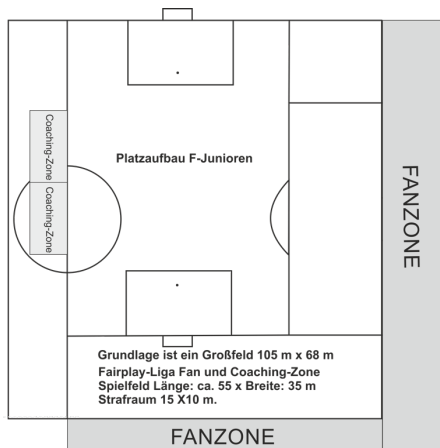 Coaching-Zone
Coaching-Zone
Platzaufbau F-Junioren
FANZONE
Grundlage ist ein Großfeld 105 m x 68 m
Fairplay-Liga Fan und Coaching-Zone
Spielfeld Länge: ca. 55 x Breite: 35 m
Strafraum 15 X10 m.
FANZONE